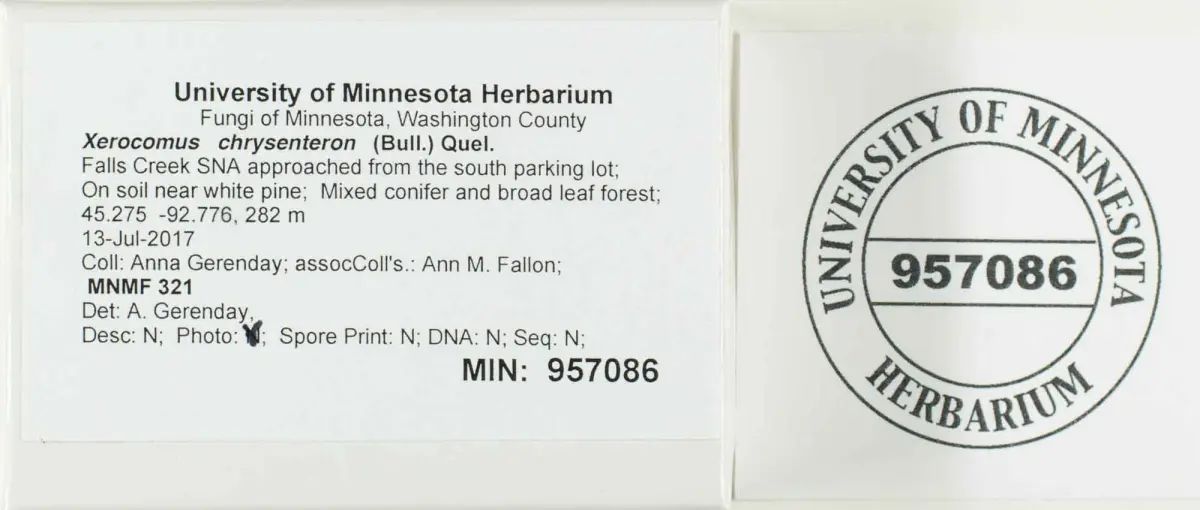 University of Minnesota Herbarium
Fungi of Minnesota, Washington County
Xerocomus chrysenteron (Bull.) Quel.
Falls Creek SNA approached from the south parking lot;
On soil near white pine; Mixed conifer and broad leaf forest;
45.275 -92.776, 282 m
13-Jul-2017
Coll: Anna Gerenday; assocColl's.: Ann M. Fallon;
MNMF 321
Det: A. Gerenday,
Desc: N; Photo: ; Spore Print: N; DNA: N; Seq: N;
MIN: 957086
UNIVERSITY OF MINNESOTA
957086
HERBARIUM